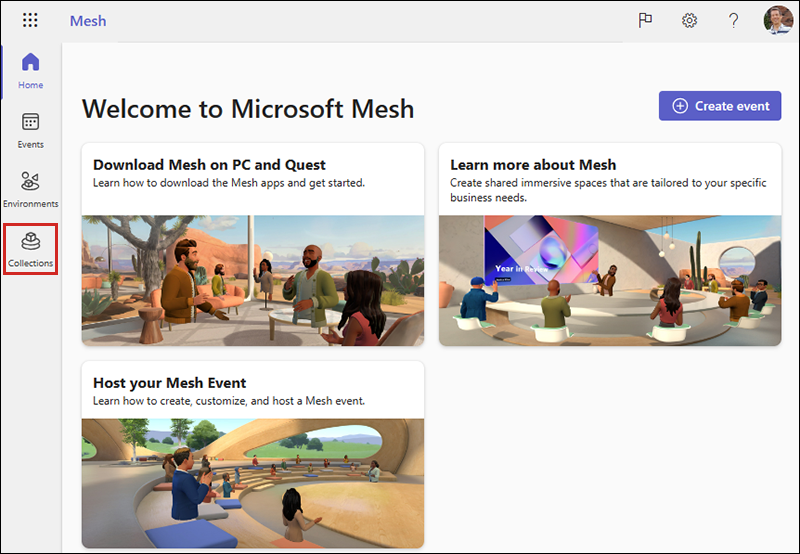 Mesh
Home
Events
Environments
Collections
Welcome to Microsoft Mesh
Create event
Download Mesh on PC and Quest
Learn how to download the Mesh apps and get started.
Learn more about Mesh
Create shared immersive spaces that are tailored to your specific
business needs.
Year in Review
Host your Mesh Event
Learn how to create, customize, and host a Mesh event.